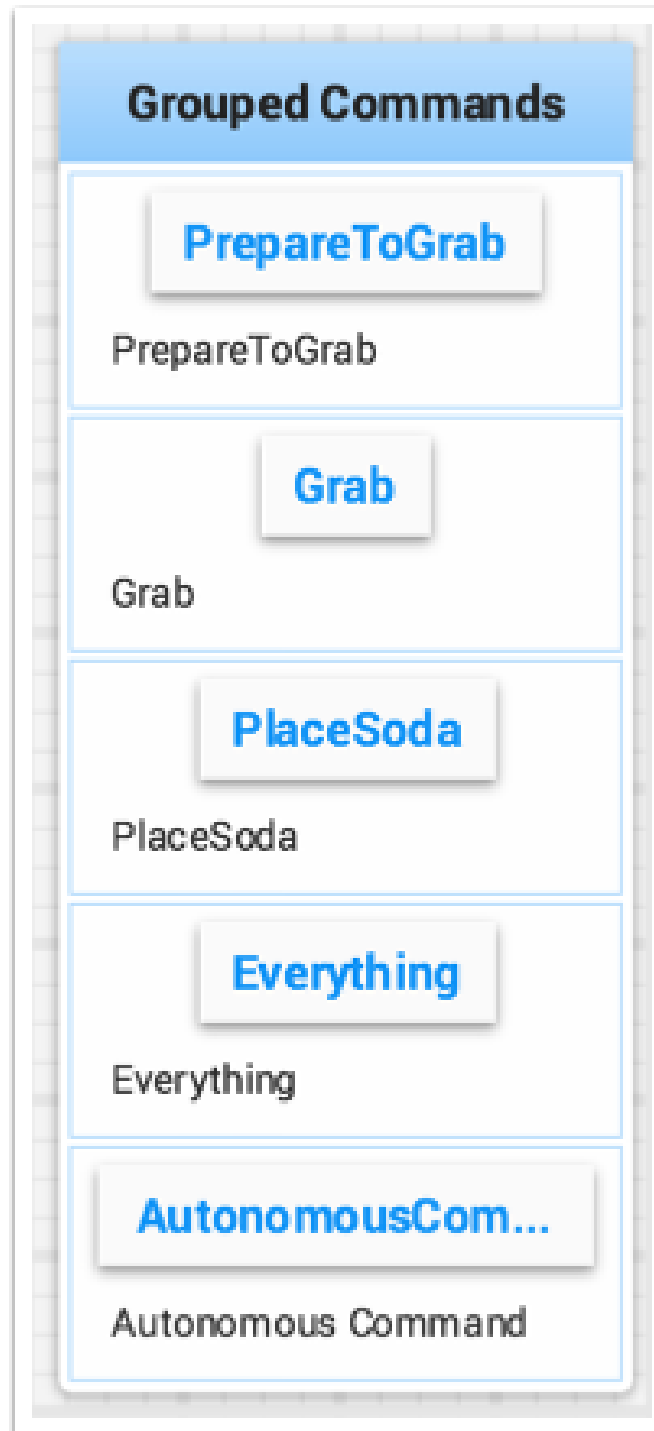 Grouped Commands
PrepareToGrab
PrepareToGrab
Grab
Grab
PlaceSoda
PlaceSoda
Everything
Everything
AutonomousCom...
Autonomous Command